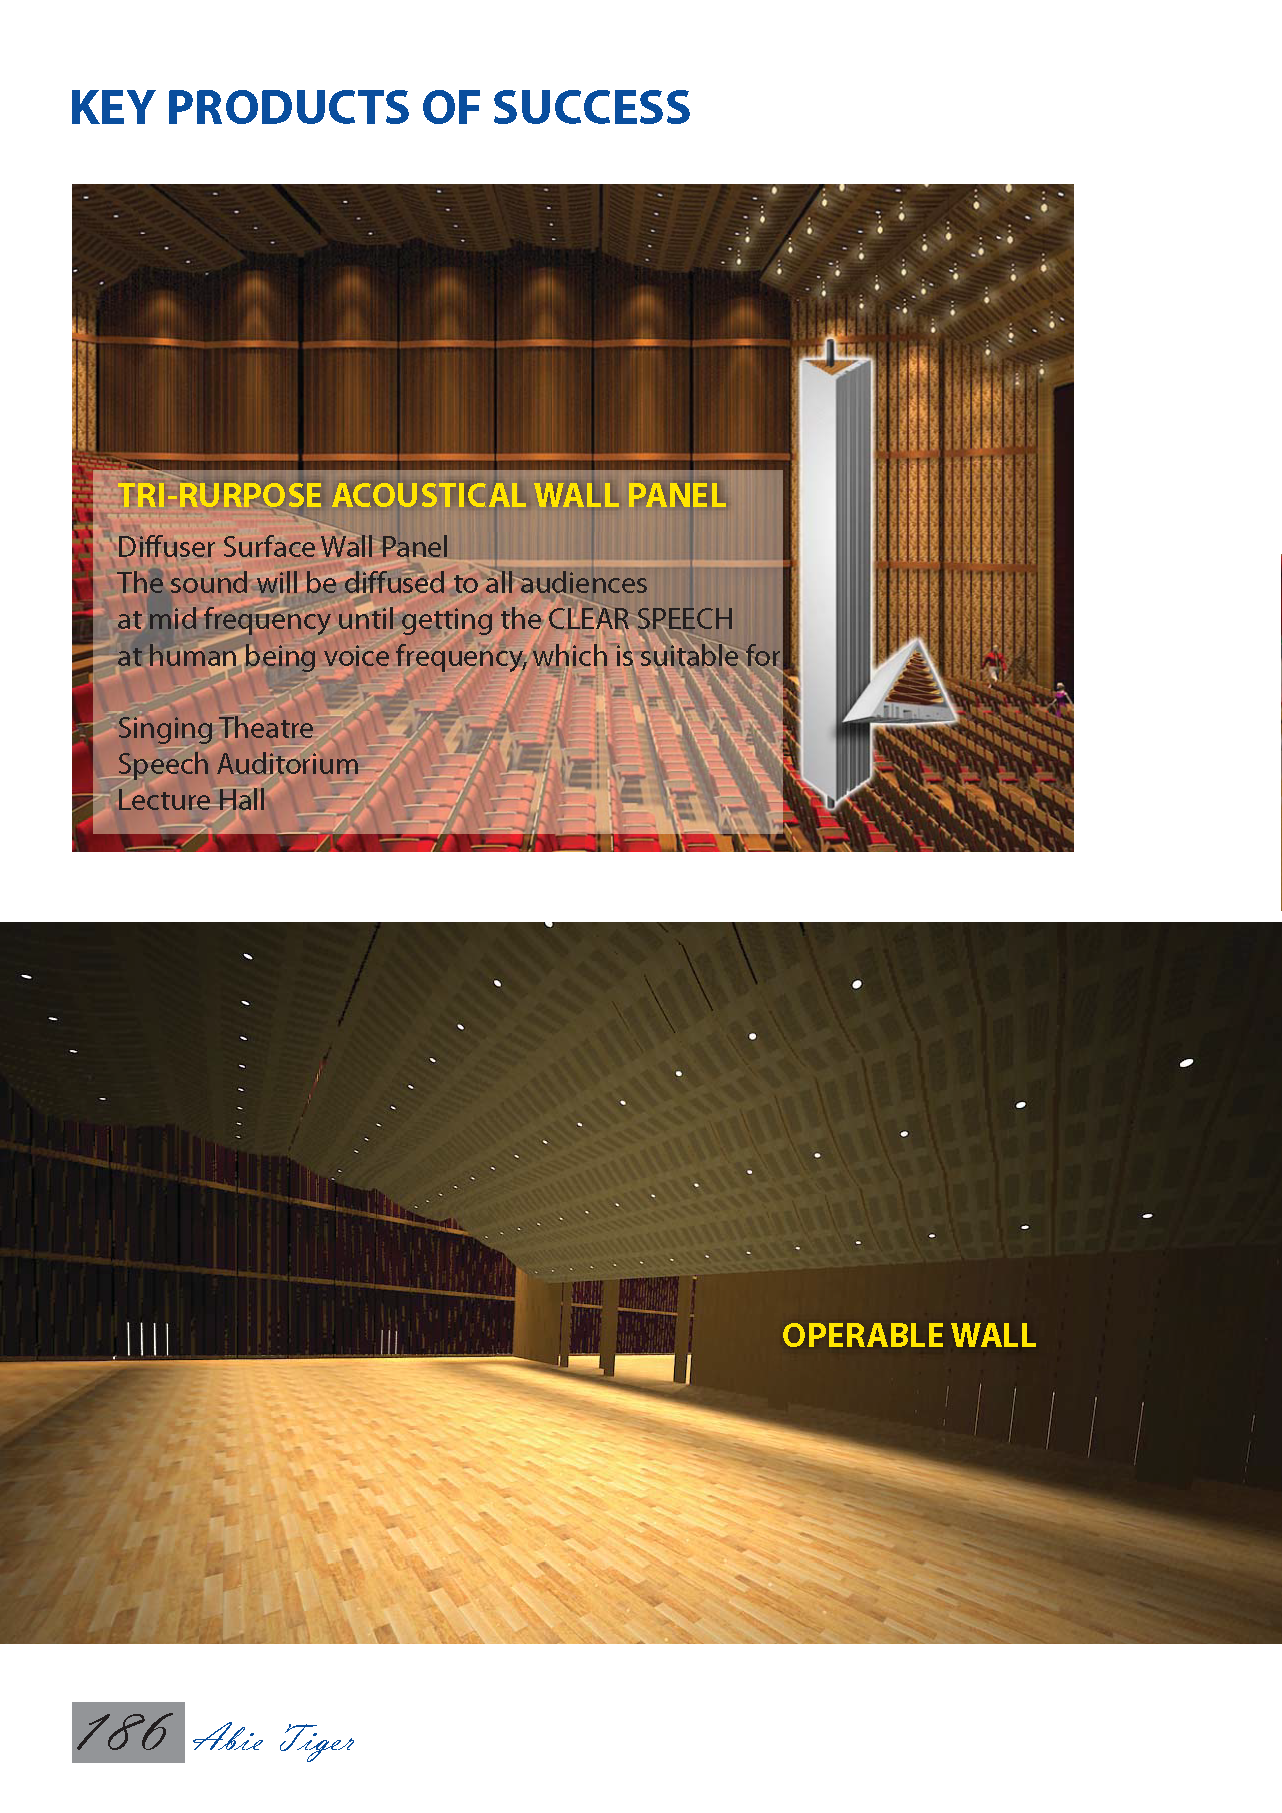 KEY PRODUCTS OF SUCCESS
TRI-RURPOSE ACOUSTICAL WALL PANEL
Diffuser Surface Wall Panel
The sound will be diffused to all audiences
at mid frequency until getting the CLEAR SPEECH
at human being voice frequency, which is suitable for
Singing Theatre
Speech Auditorium
Lecture Hall
OPERABLE WALL
186 Abie Tiger